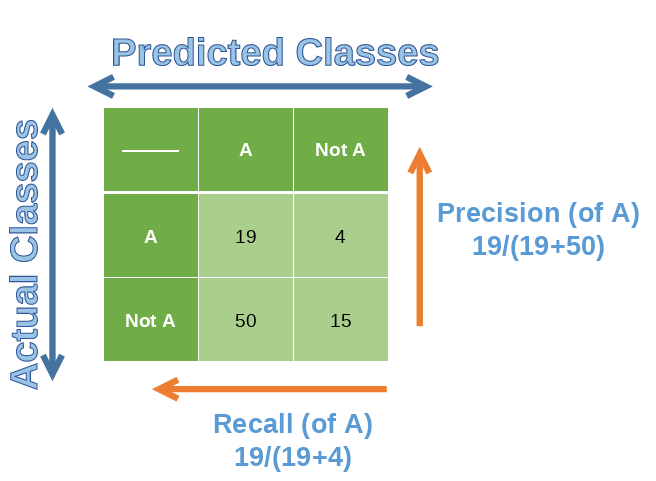 Predicted Classes
Actual Classes
A Not A
A 19 4
Not A 50 15
Precision (of A)
19/(19+50)
Recall (of A)
19/(19+4)